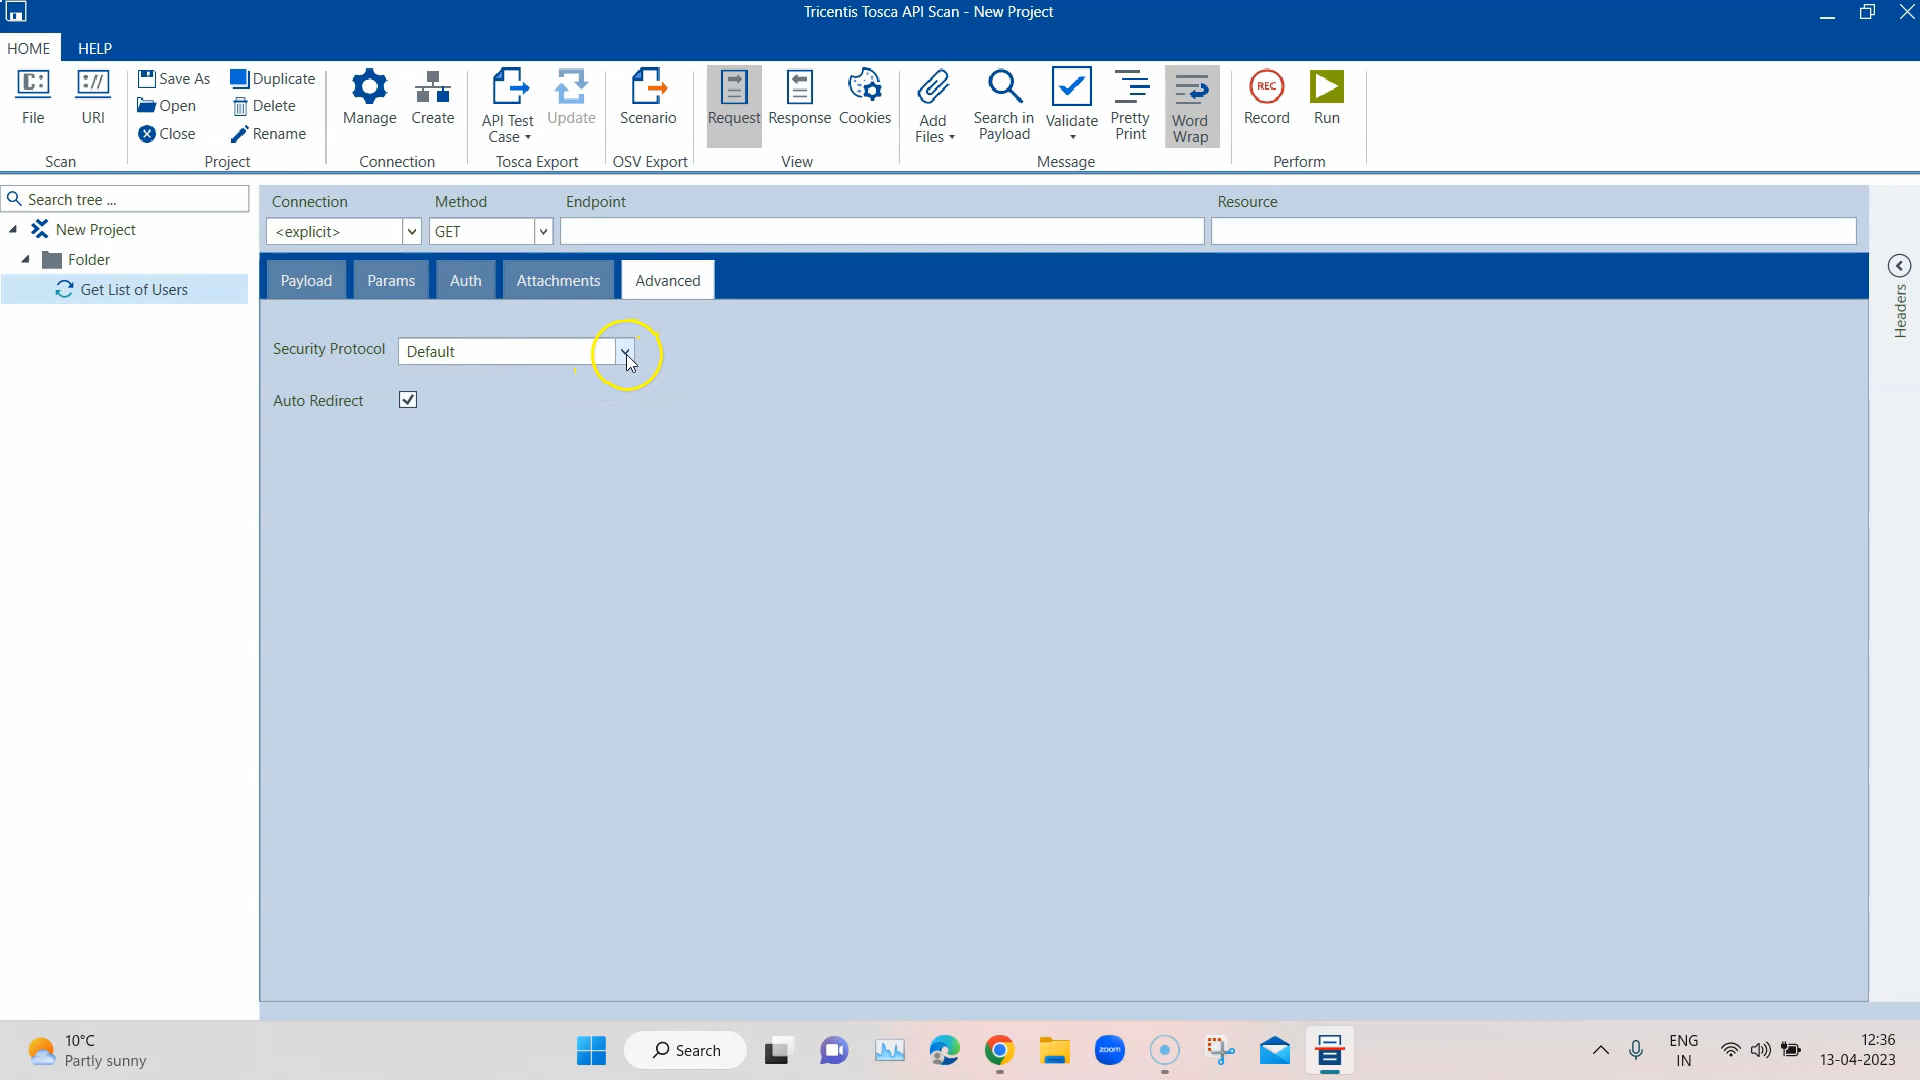 Tricentis Tosca API Scan - New Project
HOME
HELP
File
URI
Scan
Save As
Open
Close
Duplicate
Delete
Rename
Project
Manage
Create
Connection
API Test
Case
Update
Tosca Export
Scenario
OSV Export
Request
Response
Cookies
View
Add
Files
Search in
Payload
Validate
Pretty
Print
Word
Wrap
Message
REC
Record
Run
Perform
Search tree ...
New Project
Folder
Get List of Users
Connection
Method
Endpoint
Resource
<explicit>
GET
Payload
Params
Auth
Attachments
Advanced
Security Protocol
Default
Auto Redirect
Headers
10°C
Partly sunny
Search
zoom
ENG
IN
12:36
13-04-2023